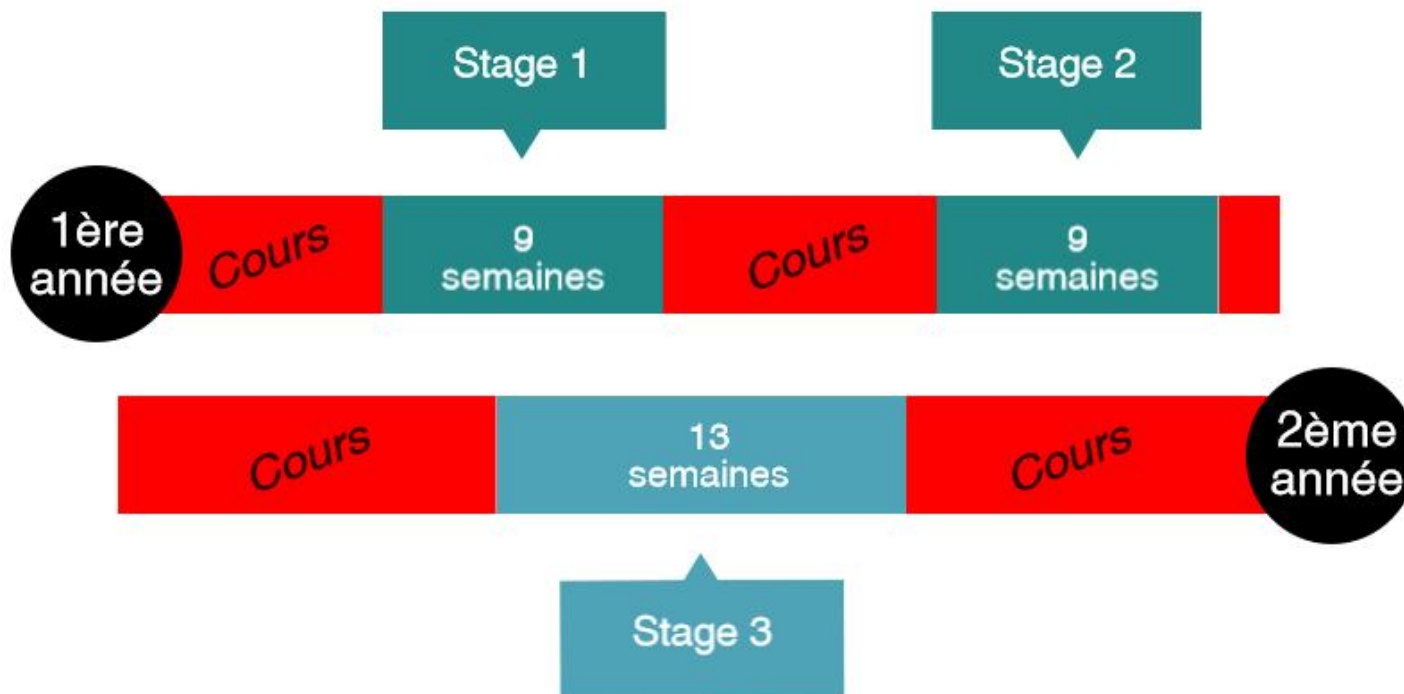 Stage 1
Stage 2
1ère
année
Cours
9
semaines
Cours
9
semaines
Cours
13
semaines
Cours
2ème
année
Stage 3